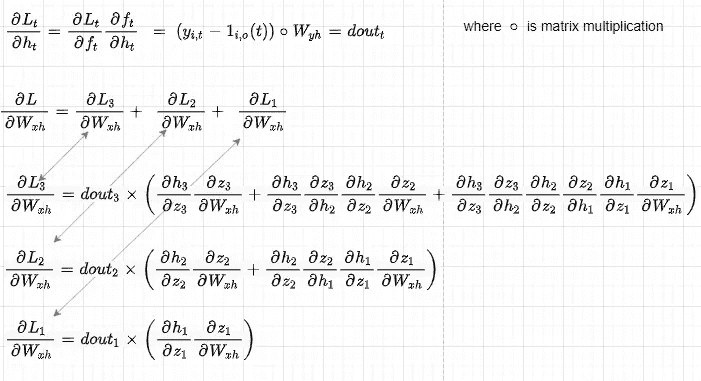 $\frac{\partial L_t}{\partial h_t} = \frac{\partial L_t}{\partial f_t} \frac{\partial f_t}{\partial h_t} = (y_{i,t} - 1_{i,o}(t)) \circ W_{yh} = dout_t$ where ∘ is matrix multiplication
$\frac{\partial L}{\partial W_{xh}} = \frac{\partial L_3}{\partial W_{xh}} + \frac{\partial L_2}{\partial W_{xh}} + \frac{\partial L_1}{\partial W_{xh}}$
$\frac{\partial L_3}{\partial W_{xh}} = dout_3 \times \left( \frac{\partial h_3}{\partial z_3} \frac{\partial z_3}{\partial W_{xh}} + \frac{\partial h_3}{\partial z_3} \frac{\partial z_3}{\partial h_2} \frac{\partial h_2}{\partial z_2} \frac{\partial z_2}{\partial W_{xh}} + \frac{\partial h_3}{\partial z_3} \frac{\partial z_3}{\partial h_2} \frac{\partial h_2}{\partial z_2} \frac{\partial z_2}{\partial h_1} \frac{\partial h_1}{\partial z_1} \frac{\partial z_1}{\partial W_{xh}} \right)$
$\frac{\partial L_2}{\partial W_{xh}} = dout_2 \times \left( \frac{\partial h_2}{\partial z_2} \frac{\partial z_2}{\partial W_{xh}} + \frac{\partial h_2}{\partial z_2} \frac{\partial z_2}{\partial h_1} \frac{\partial h_1}{\partial z_1} \frac{\partial z_1}{\partial W_{xh}} \right)$
$\frac{\partial L_1}{\partial W_{xh}} = dout_1 \times \left( \frac{\partial h_1}{\partial z_1} \frac{\partial z_1}{\partial W_{xh}} \right)$